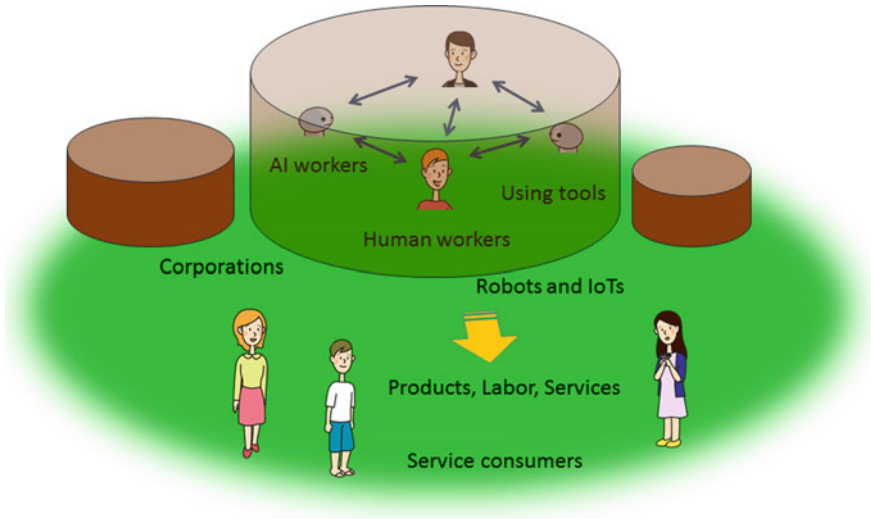 AI workers
Using tools
Human workers
Corporations
Robots and IoTs
Products, Labor, Services
Service consumers